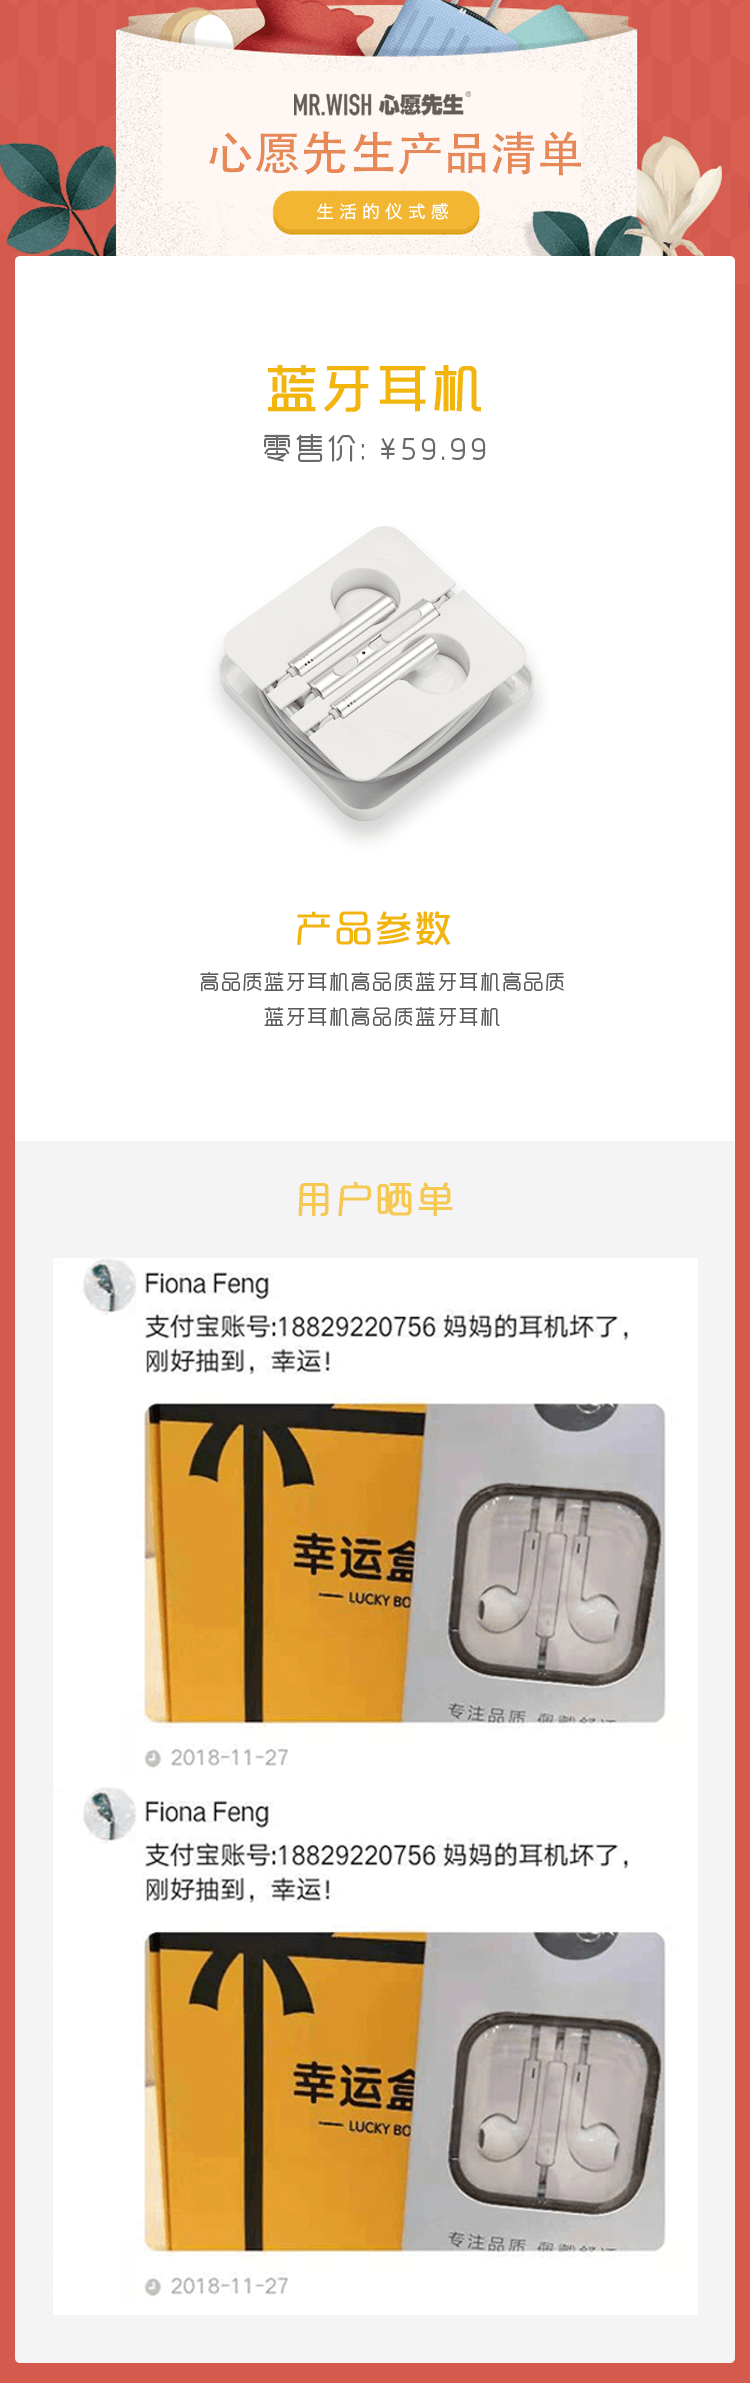 MR.WISH 心愿先生®
心愿先生产品清单
生活的仪式感
蓝牙耳机
零售价: ¥59.99
产品参数
高品质蓝牙耳机高品质蓝牙耳机高品质
蓝牙耳机高品质蓝牙耳机
用户晒单
Fiona Feng
支付宝账号:18829220756 妈妈的耳机坏了,
刚好抽到，幸运!
幸运盒
LUCKY BO
专注品质
2018-11-27
Fiona Feng
支付宝账号:18829220756 妈妈的耳机坏了,
刚好抽到，幸运!
幸运盒
LUCKY BO
专注品质
2018-11-27